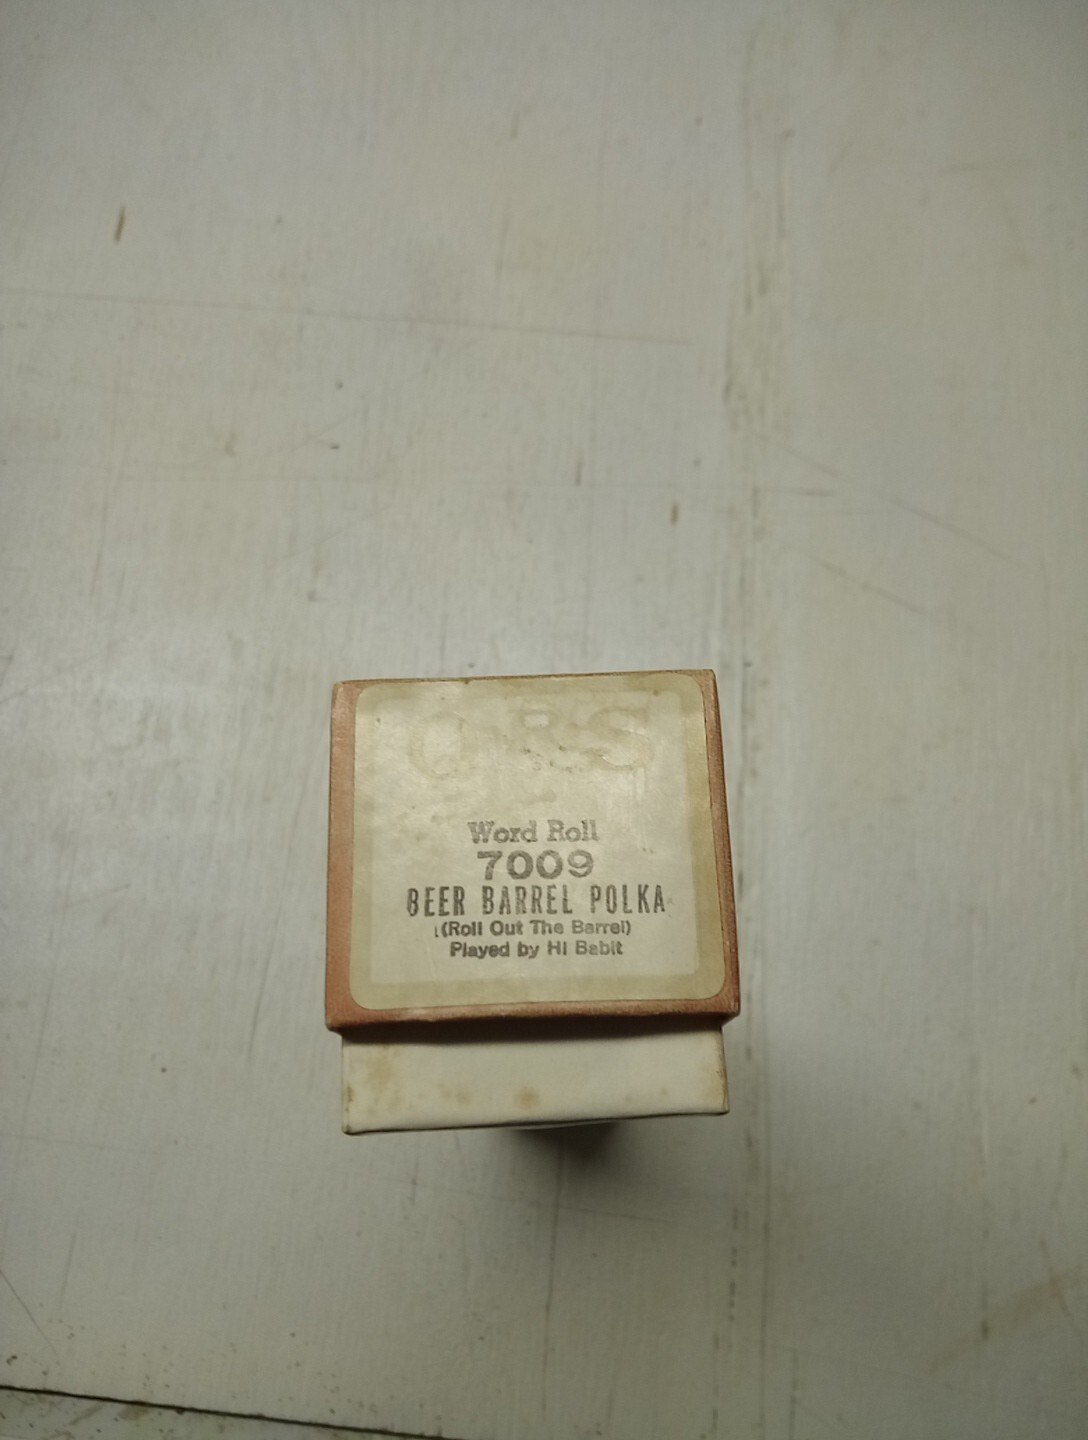 QRS
Word Roll
7009
BEER BARREL POLKA
(Roll Out The Barrel)
Played by Hi Babit